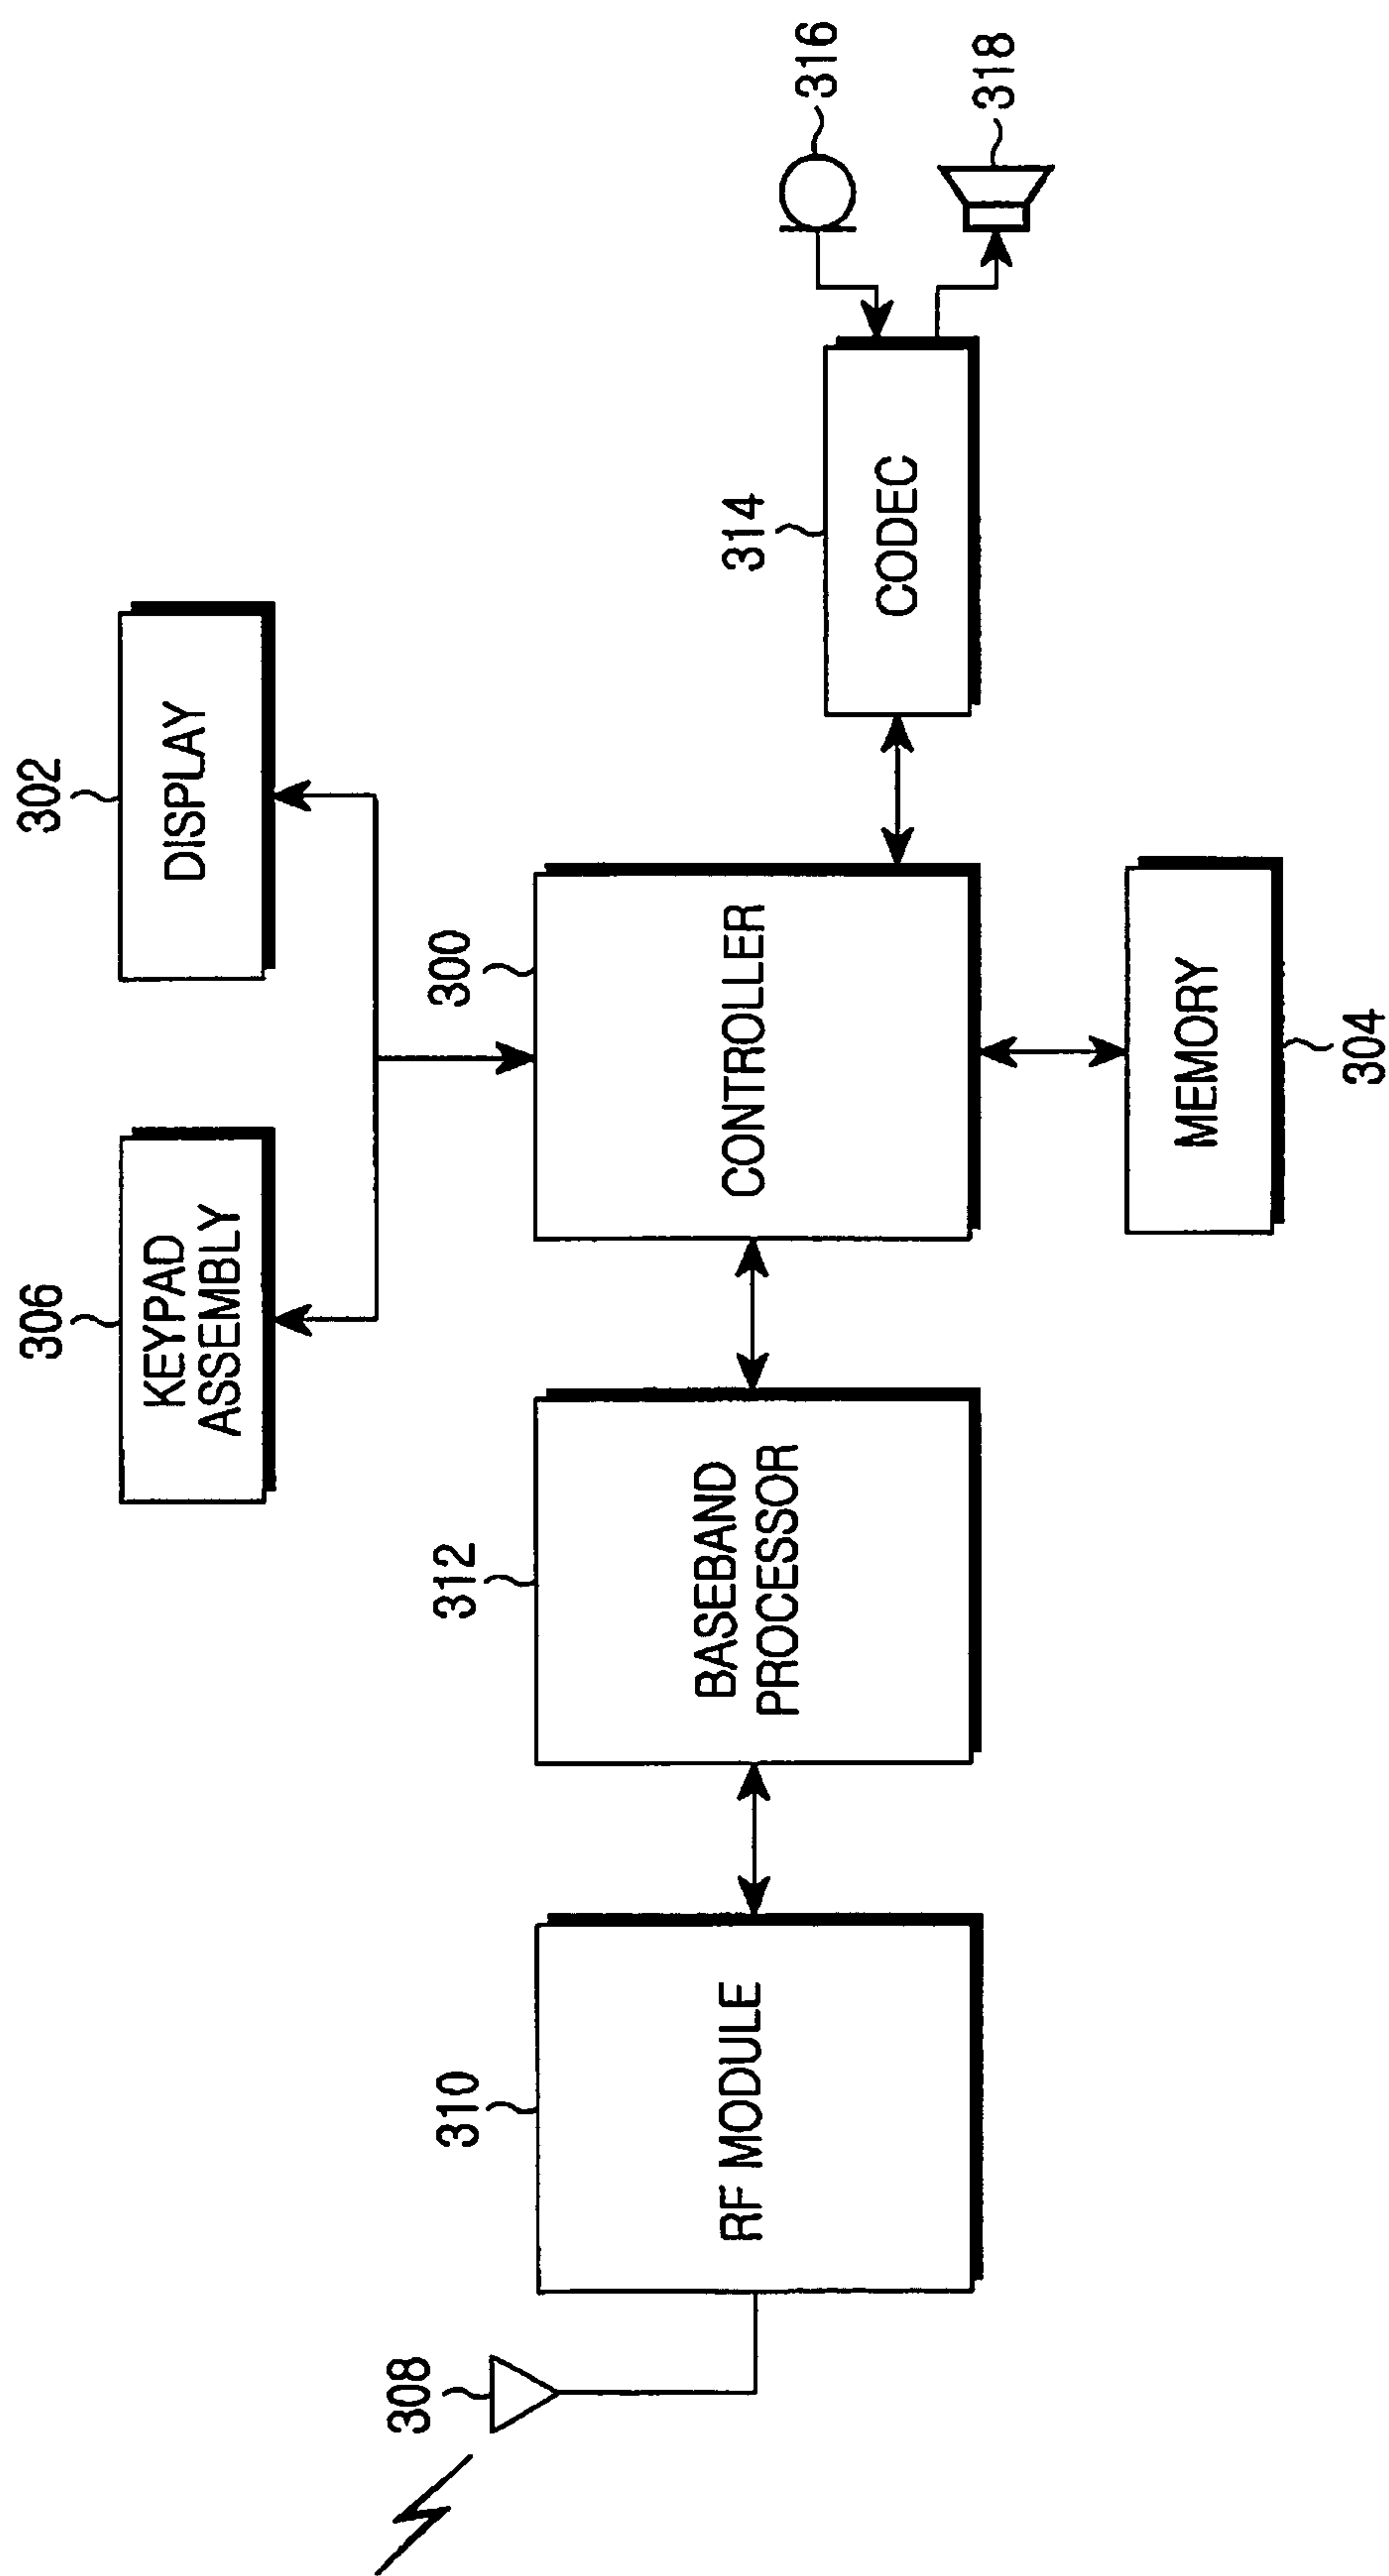 306
KEYPAD
ASSEMBLY
302
DISPLAY
308
310
RF MODULE
312
BASEBAND
PROCESSOR
300
CONTROLLER
314
CODEC
316
318
MEMORY
304